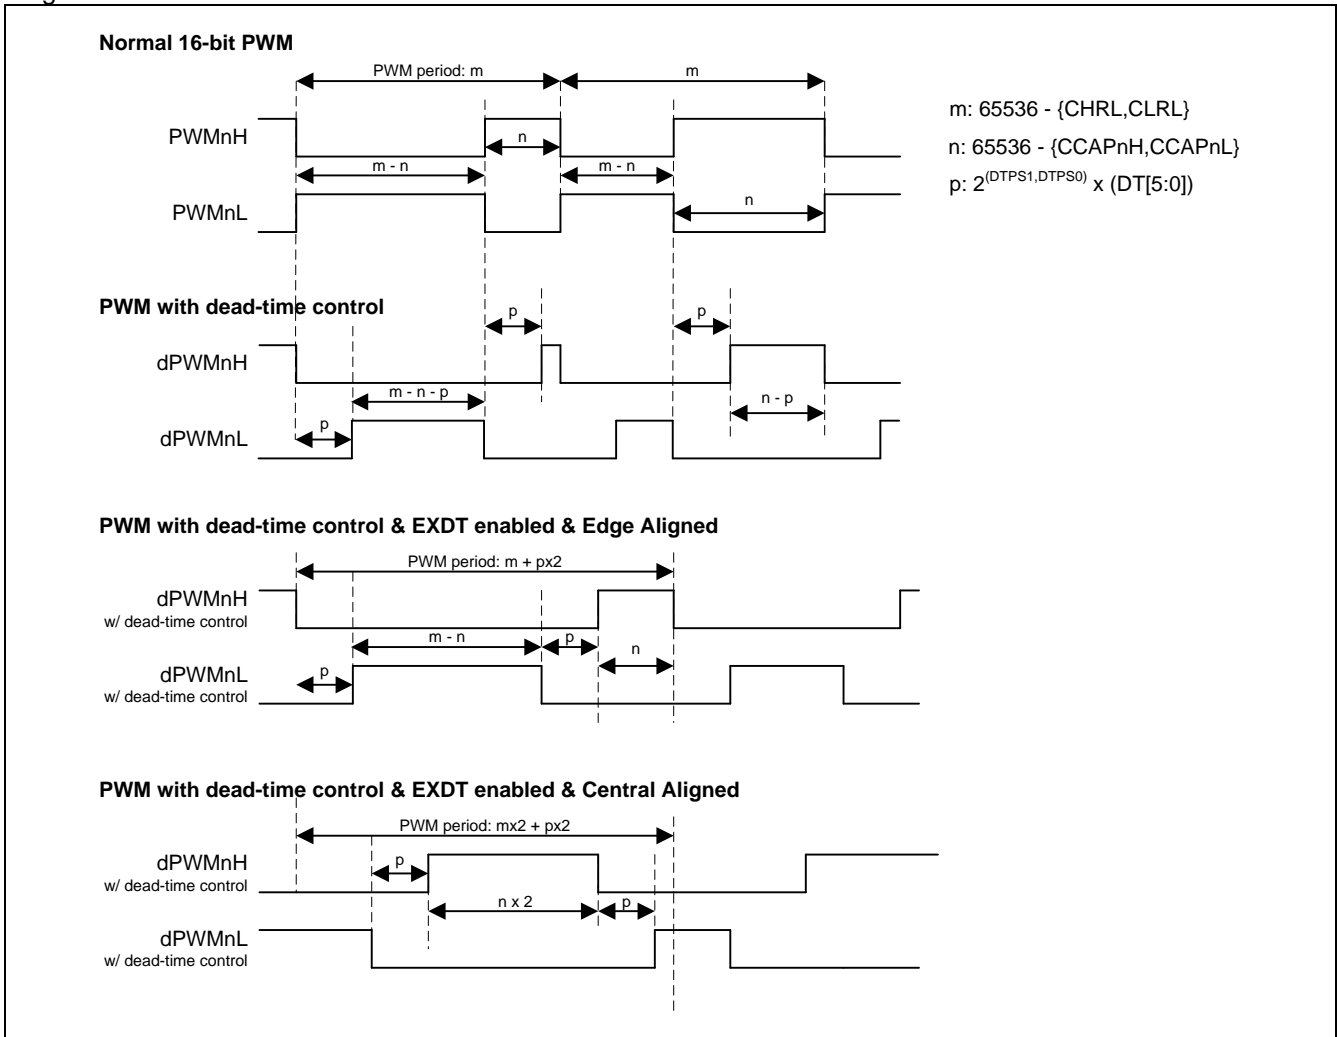 Normal 16-bit PWM
PWM period: m
m
m: 65536 - {CHRL,CLRL}
PWMnH
n
n: 65536 - {CCAPnH,CCAPnL}
m - n
m - n
p: 2^(DTPS1,DTPS0) x (DT[5:0])
PWMnL
n
PWM with dead-time control
p
p
dPWMnH
m - n - p
n - p
p
dPWMnL
PWM with dead-time control & EXDT enabled & Edge Aligned
PWM period: m + px2
dPWMnH
w/ dead-time control
m - n
p
n
dPWMnL
p
w/ dead-time control
PWM with dead-time control & EXDT enabled & Central Aligned
PWM period: mx2 + px2
dPWMnH
p
w/ dead-time control
n x 2
p
dPWMnL
w/ dead-time control